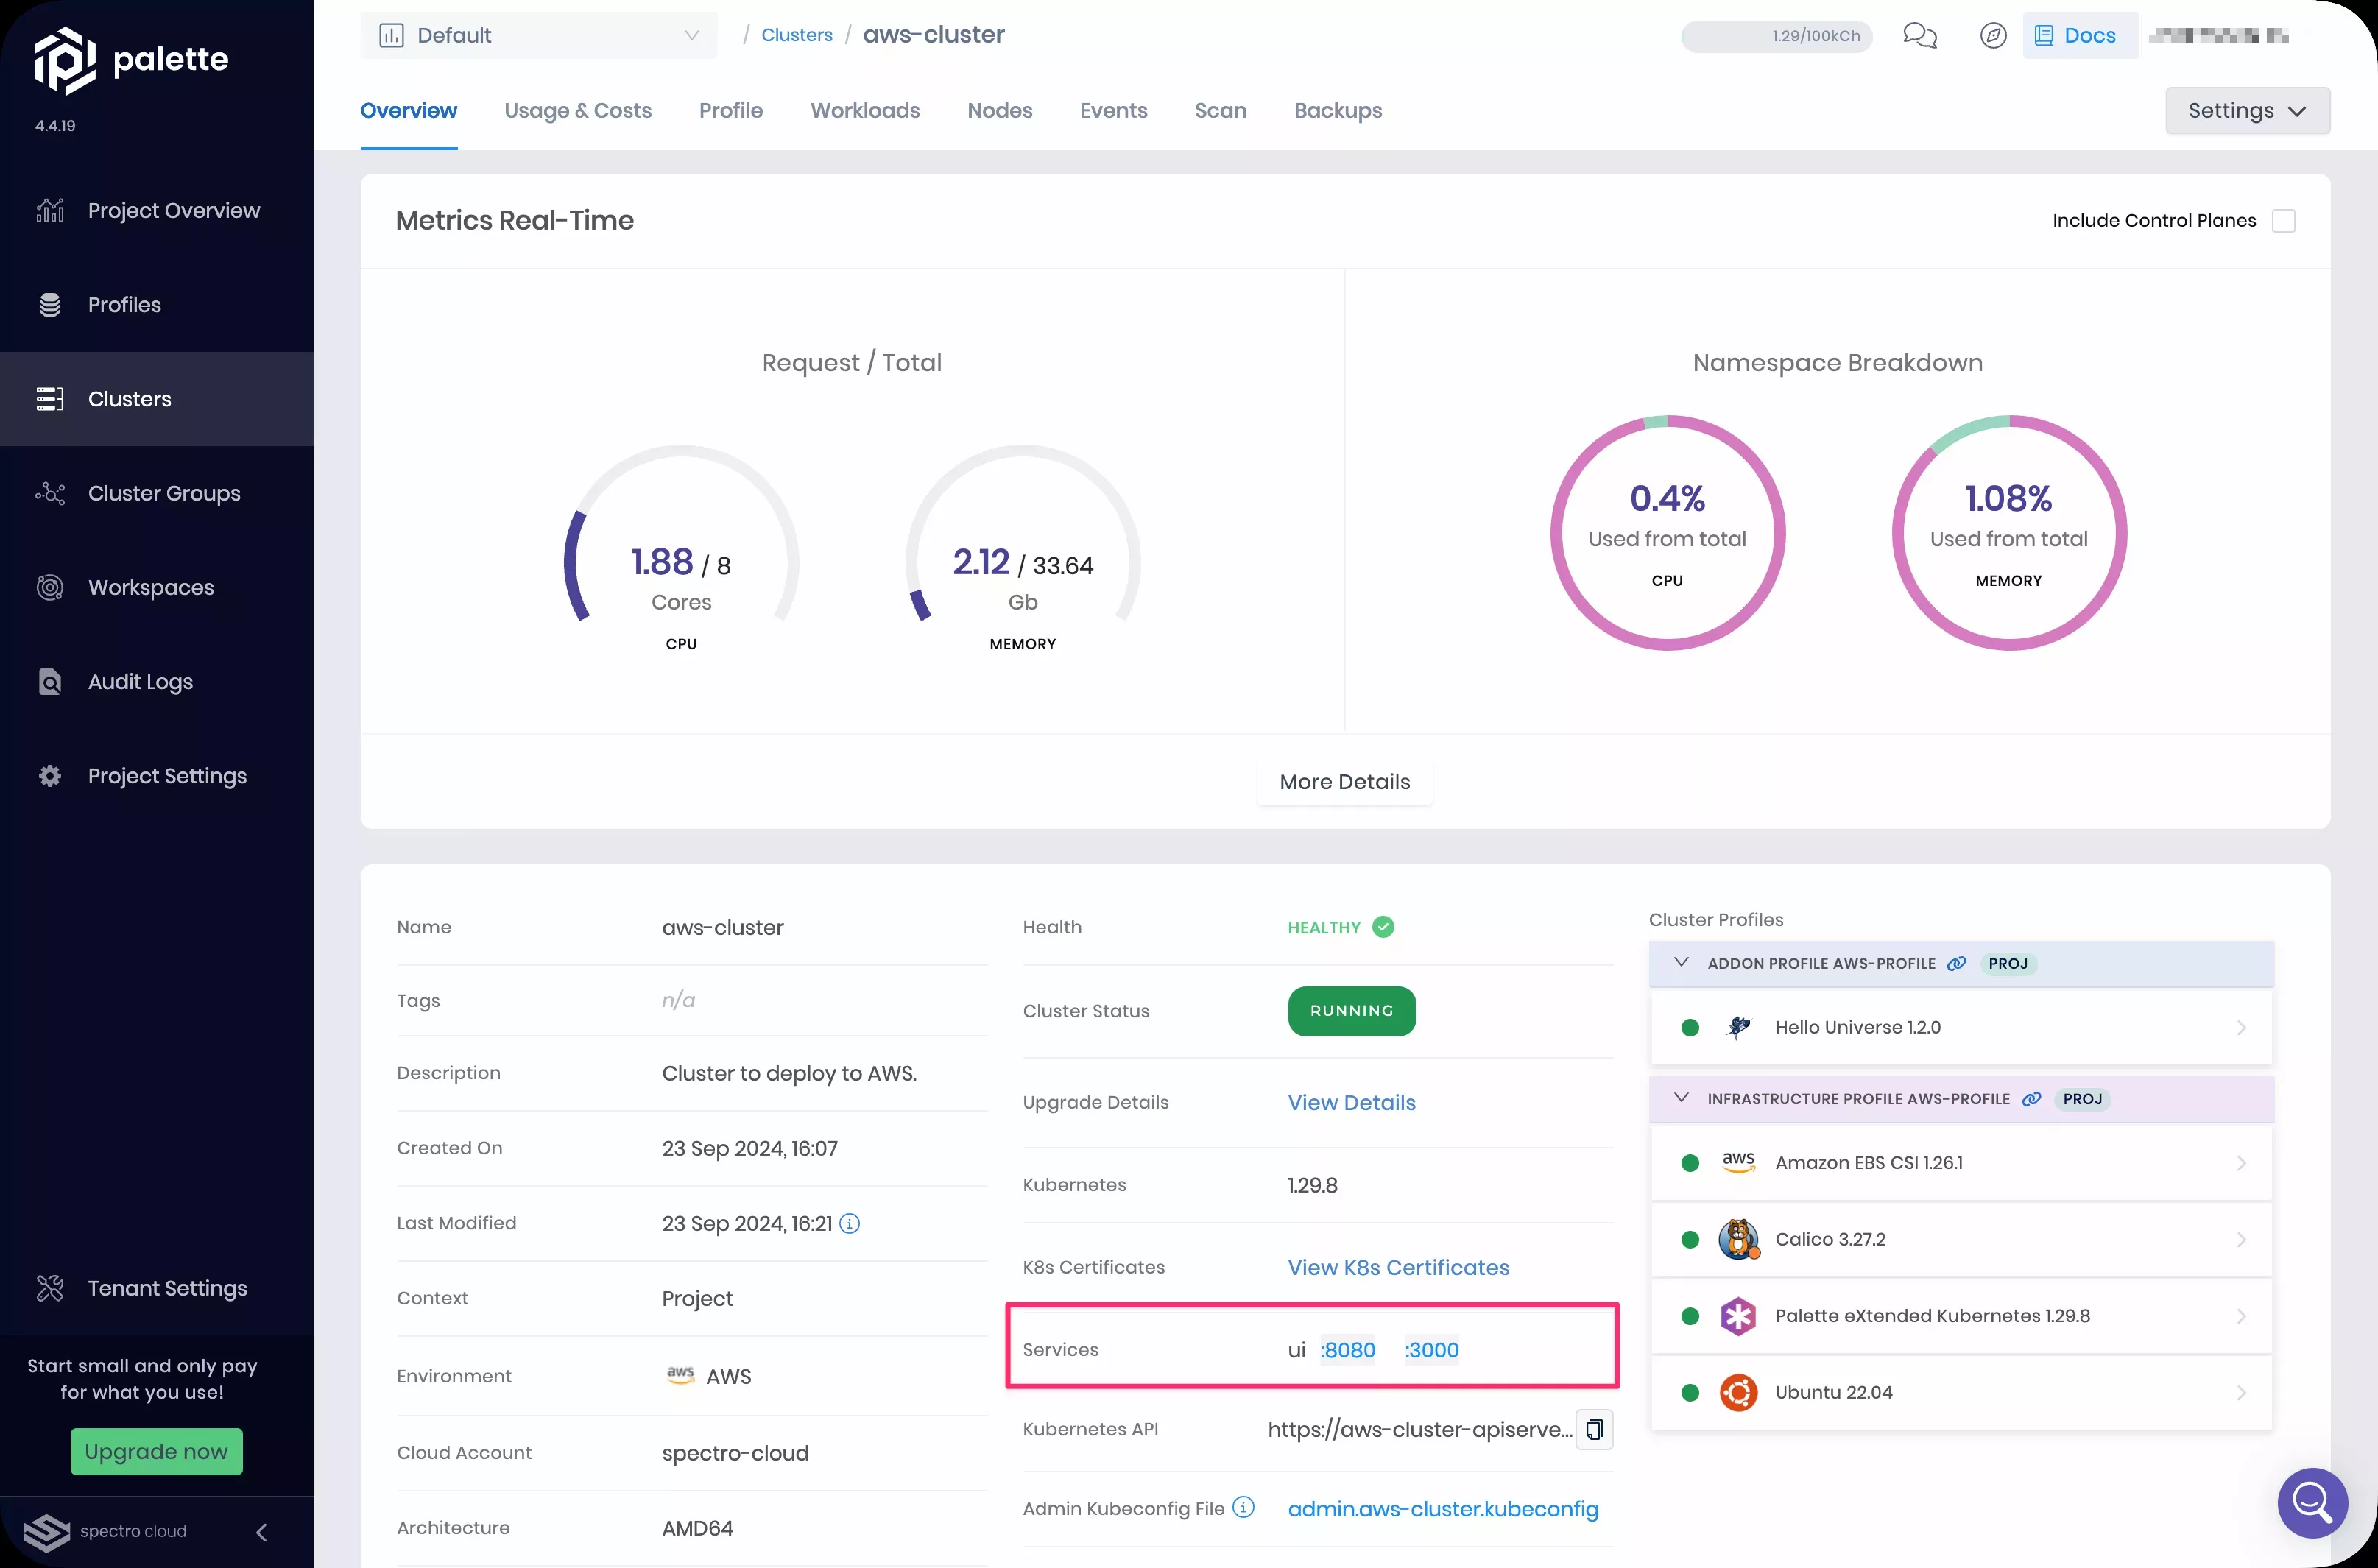 palette
4.4.19
Project Overview
Profiles
Clusters
Cluster Groups
Workspaces
Audit Logs
Project Settings
Tenant Settings
Start small and only pay
for what you use!
Upgrade now
spectro cloud
Default
/ Clusters / aws-cluster
1.29/100kCh
Docs
Overview
Usage & Costs
Profile
Workloads
Nodes
Events
Scan
Backups
Settings
Metrics Real-Time
Include Control Planes
Request / Total
1.88 / 8
Cores
CPU
2.12 / 33.64
Gb
MEMORY
Namespace Breakdown
0.4%
Used from total
CPU
1.08%
Used from total
MEMORY
More Details
Name aws-cluster
Tags n/a
Description Cluster to deploy to AWS.
Created On 23 Sep 2024, 16:07
Last Modified 23 Sep 2024, 16:21
Context Project
Environment aws AWS
Cloud Account spectro-cloud
Architecture AMD64
Health HEALTHY
Cluster Status RUNNING
Upgrade Details View Details
Kubernetes 1.29.8
K8s Certificates View K8s Certificates
Services ui :8080 :3000
Kubernetes API https://aws-cluster-apiserve...
Admin Kubeconfig File admin.aws-cluster.kubeconfig
Cluster Profiles
ADDON PROFILE AWS-PROFILE PROJ
Hello Universe 1.2.0
INFRASTRUCTURE PROFILE AWS-PROFILE PROJ
aws Amazon EBS CSI 1.26.1
Calico 3.27.2
Palette eXtended Kubernetes 1.29.8
Ubuntu 22.04